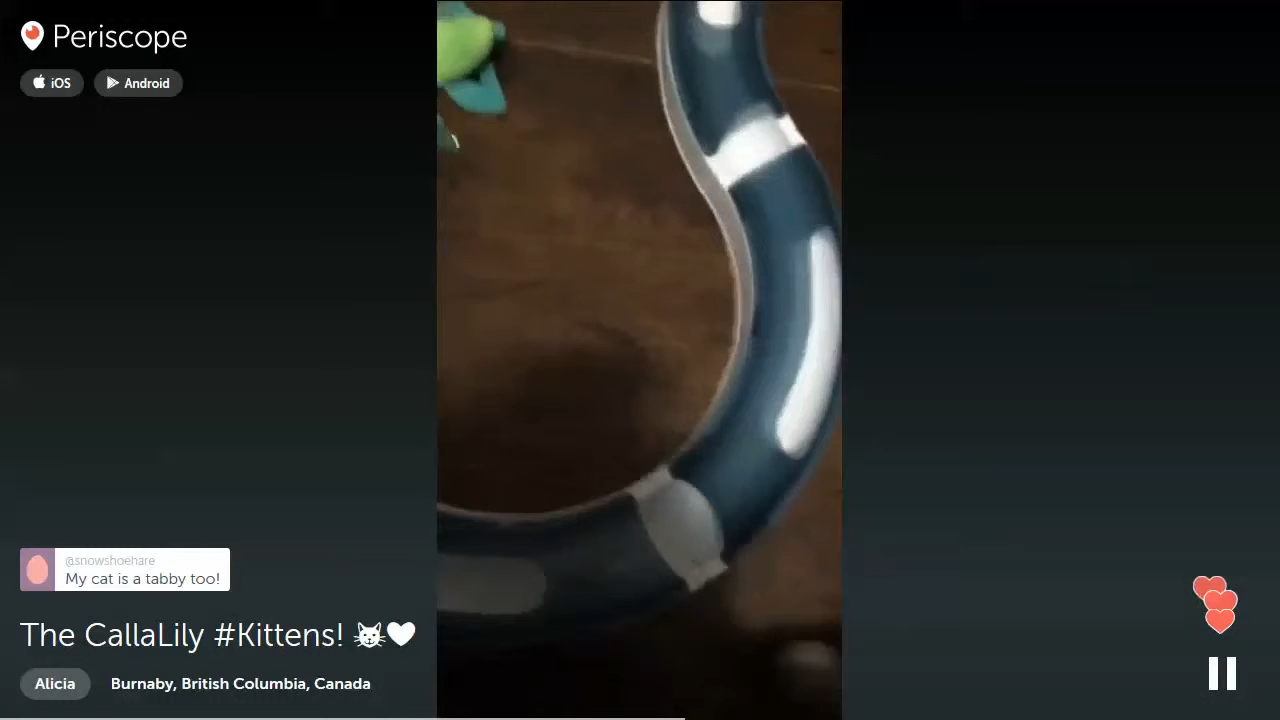 Periscope
iOS
Android
@snowshoehare
My cat is a tabby too!
The CallaLily #Kittens! 🐱🤍
Alicia
Burnaby, British Columbia, Canada